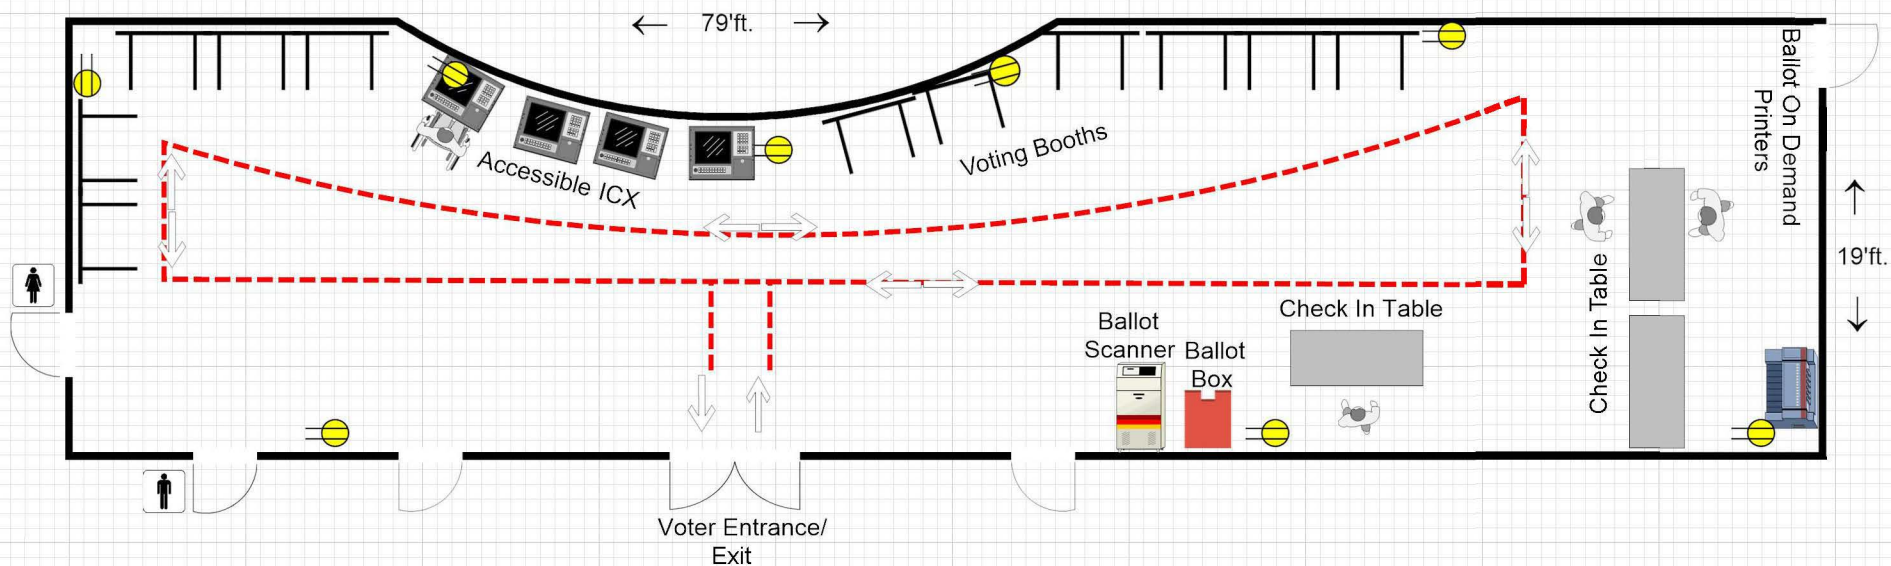 79'ft.
Ballot On Demand
Printers
Accessible ICX
Voting Booths
19'ft.
Check In Table
Check In Table
Ballot
Scanner
Ballot
Box
Voter Entrance/
Exit